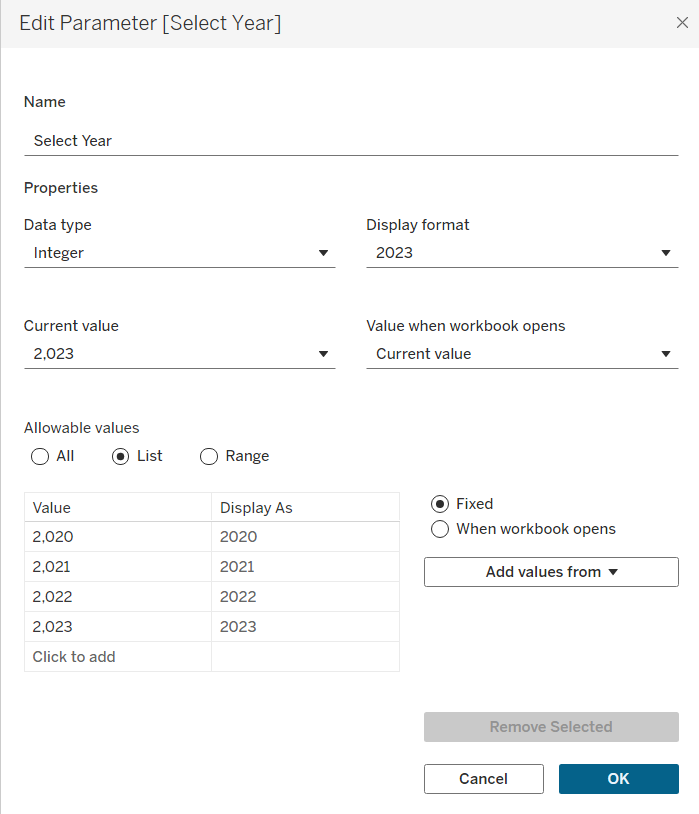 Edit Parameter [Select Year]
Name
Select Year
Properties
Data type
Display format
Integer
2023
Current value
Value when workbook opens
2,023
Current value
Allowable values
All
List
Range
Value
Display As
2,020
2020
2,021
2021
2,022
2022
2,023
2023
Click to add
Fixed
When workbook opens
Add values from
Remove Selected
Cancel
OK